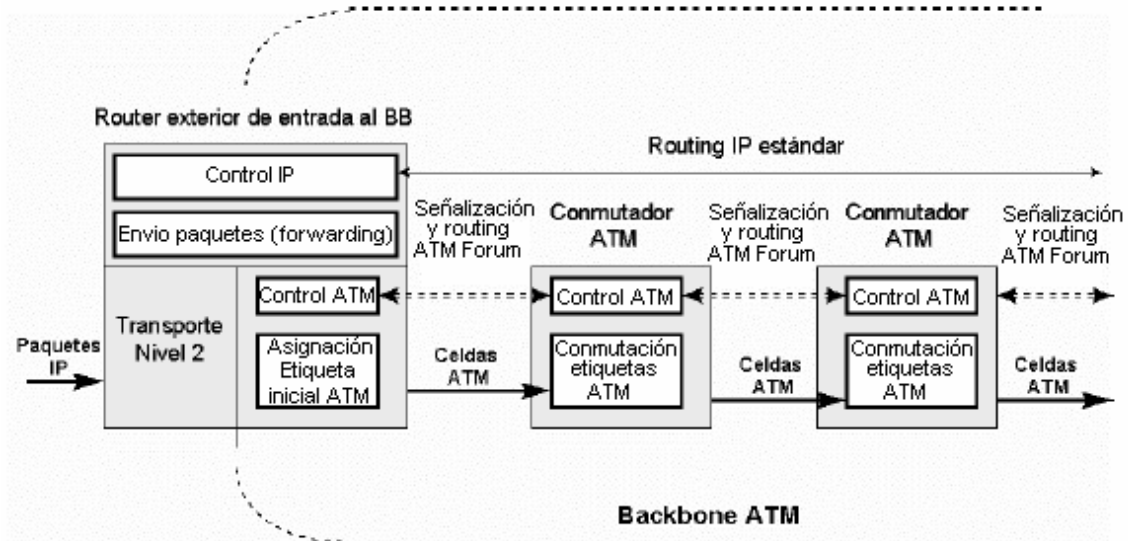 Router exterior de entrada al BB
Routing IP estándar
Control IP
Envio paquetes (forwarding)
Señalización
y routing
ATM Forum
Conmutador
ATM
Señalización
y routing
ATM Forum
Conmutador
ATM
Señalización
y routing
ATM Forum
Control ATM
Control ATM
Control ATM
Paquetes
IP
Transporte
Nivel 2
Asignación
Etiqueta
inicial ATM
Celdas
ATM
Conmutación
etiquetas
ATM
Celdas
ATM
Conmutación
etiquetas
ATM
Celdas
ATM
Backbone ATM